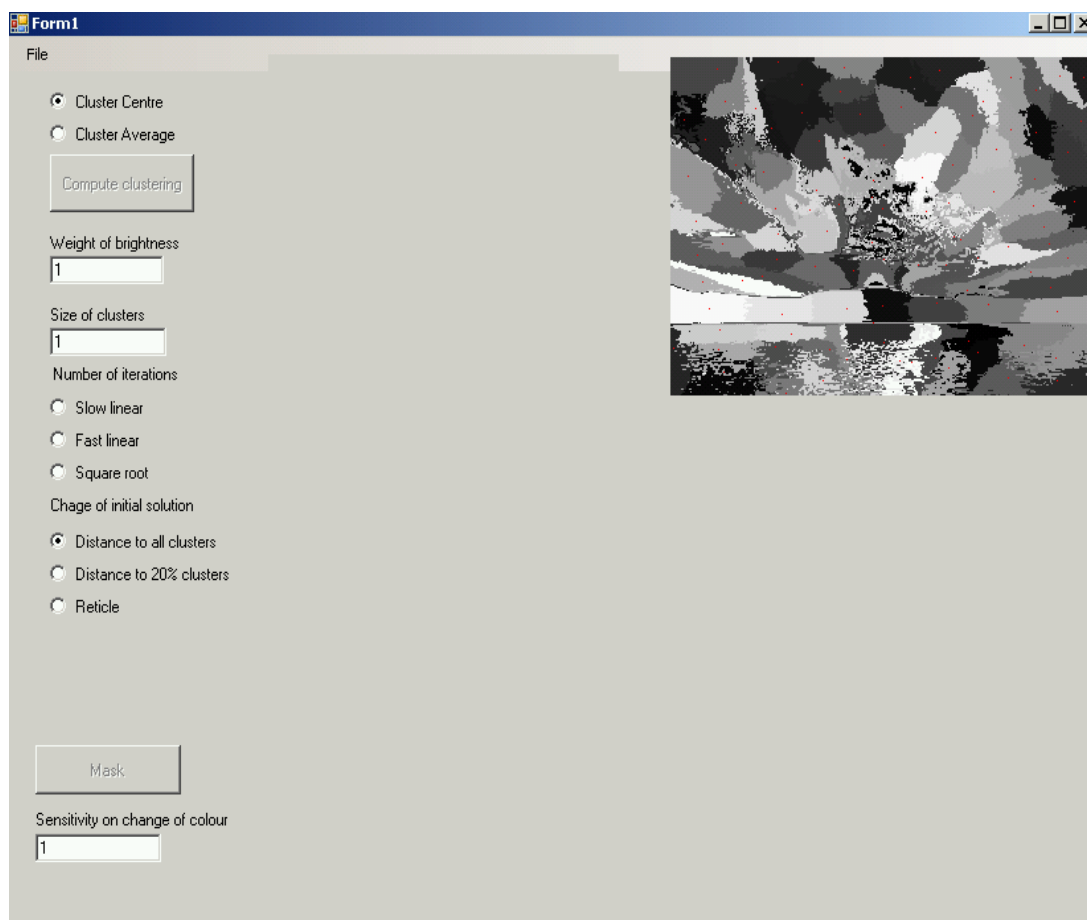 Form1
File
Cluster Centre
Cluster Average
Compute clustering
Weight of brightness
1
Size of clusters
1
Number of iterations
Slow linear
Fast linear
Square root
Chage of initial solution
Distance to all clusters
Distance to 20% clusters
Reticle
Mask
Sensitivity on change of colour
1